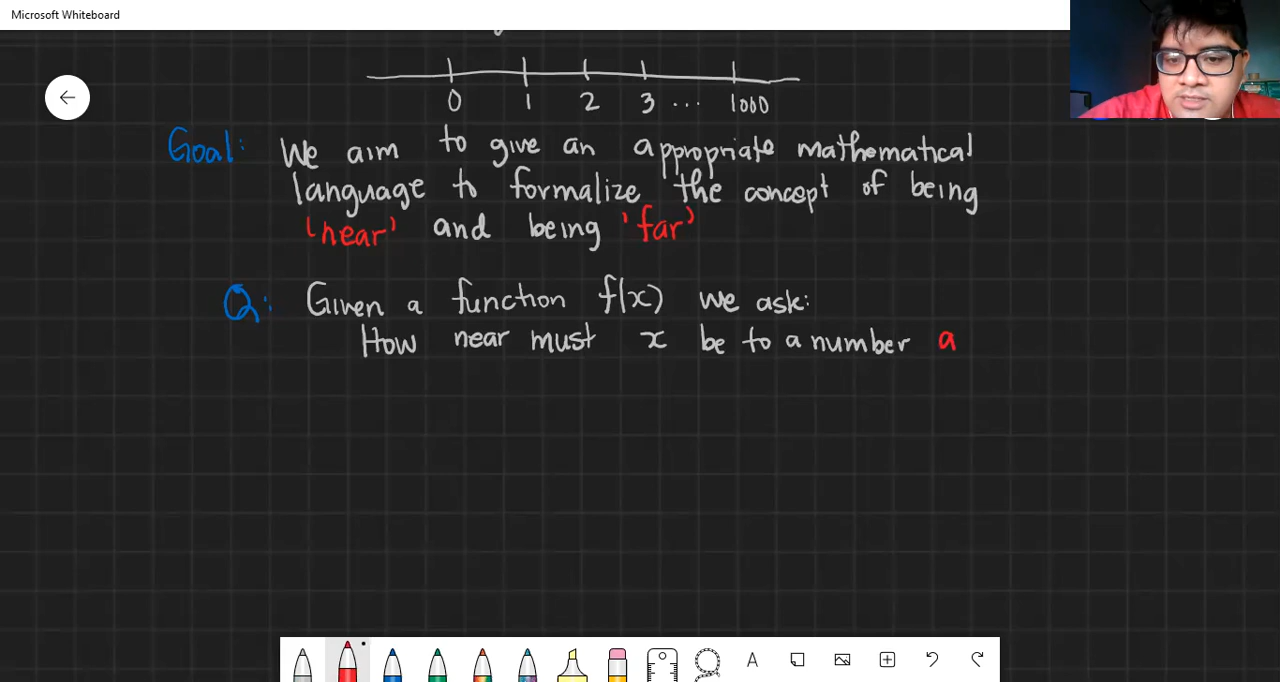 Microsoft Whiteboard
0 1 2 3 ... 1000
Goal: We aim to give an appropriate mathematical
language to formalize the concept of being
'near' and being 'far'
Q: Given a function f(x) we ask:
How near must x be to a number a
A